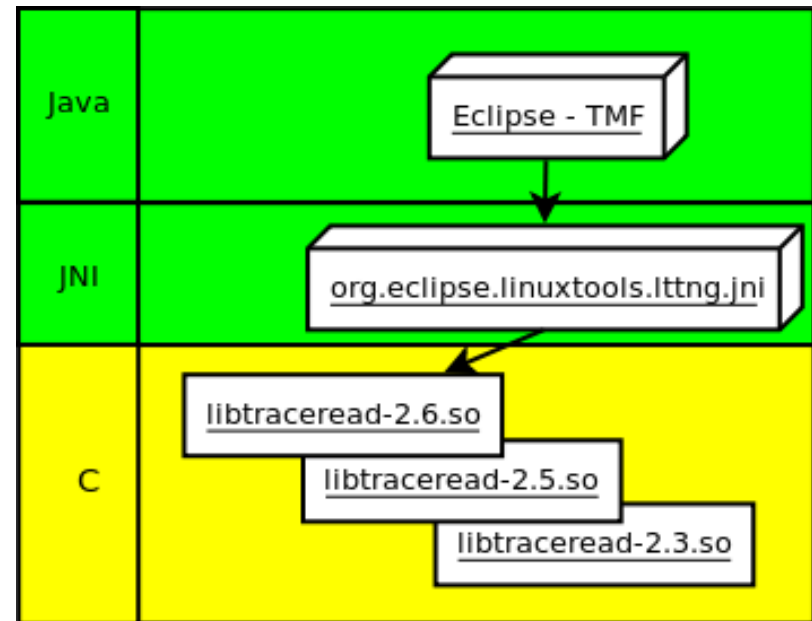 Java
Eclipse - TMF
JNI
org.eclipse.linuxtools.lttng.jni
C
libtraceread-2.6.so
libtraceread-2.5.so
libtraceread-2.3.so